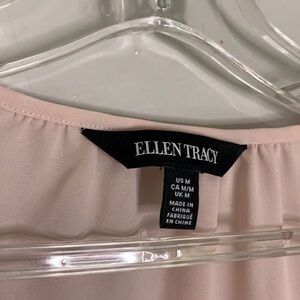 ELLEN TRACY
US M
CA M/M
UK M
MADE IN
CHINA
FABRIQUÉ
EN CHINE